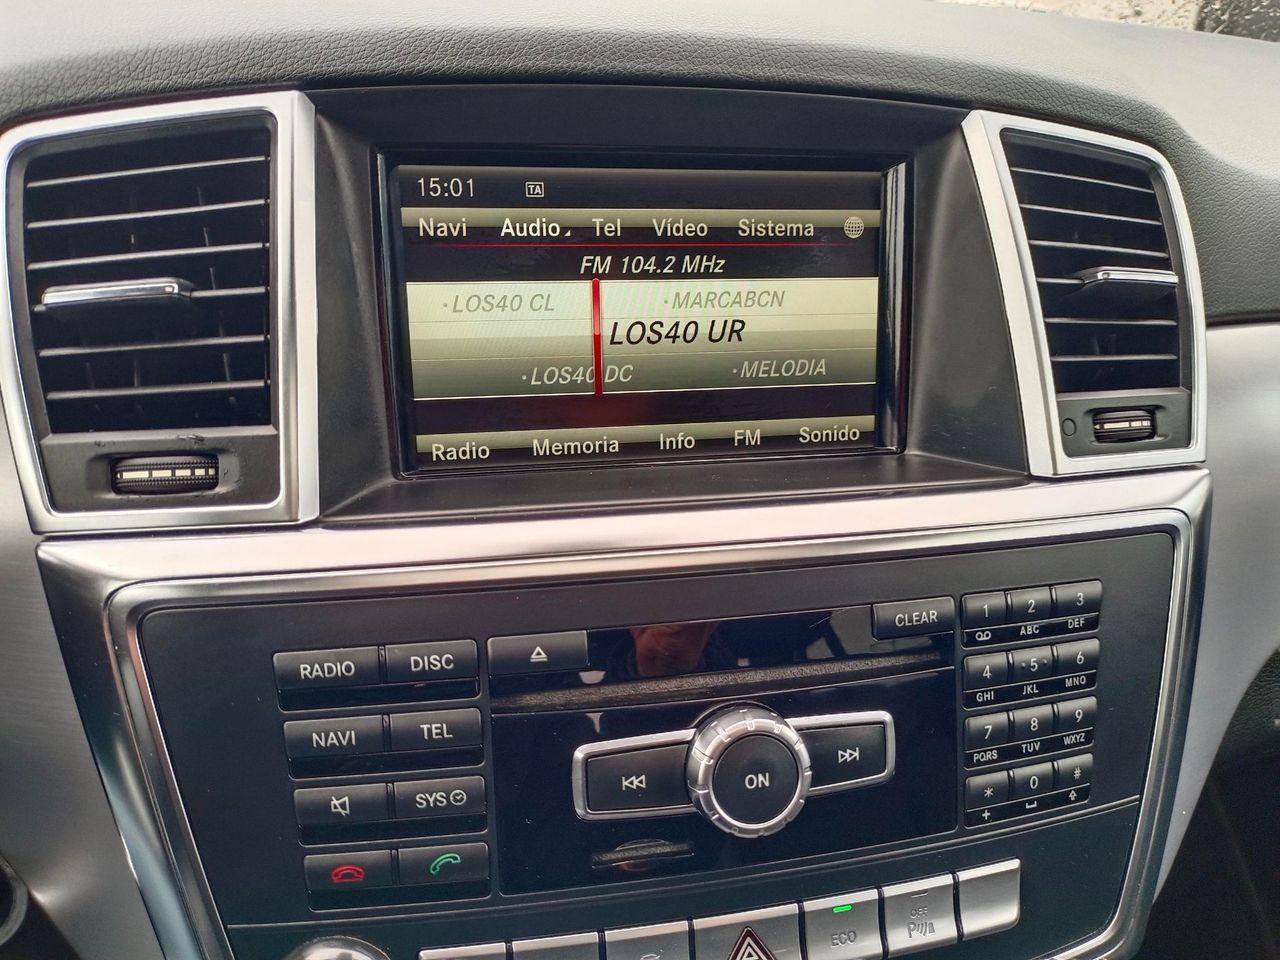 15:01 TA
Navi Audio Tel Vídeo Sistema
FM 104.2 MHz
·LOS40 CL ·MARCABCN
LOS40 UR
·LOS40 DC ·MELODIA
Radio Memoria Info FM Sonido
CLEAR
RADIO DISC
NAVI TEL
SYS
ON
1 2 3
ABC DEF
4 5 6
GHI JKL MNO
7 8 9
PQRS TUV WXYZ
* 0 #
+
ECO
OFF